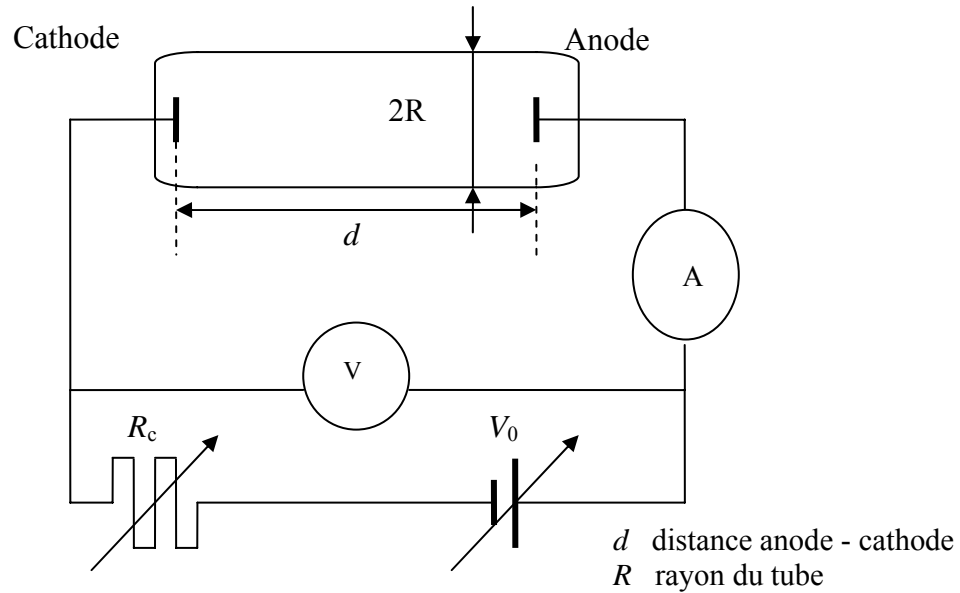 Cathode
Anode
2R
d
A
V
Rc
V0
d distance anode - cathode
R rayon du tube